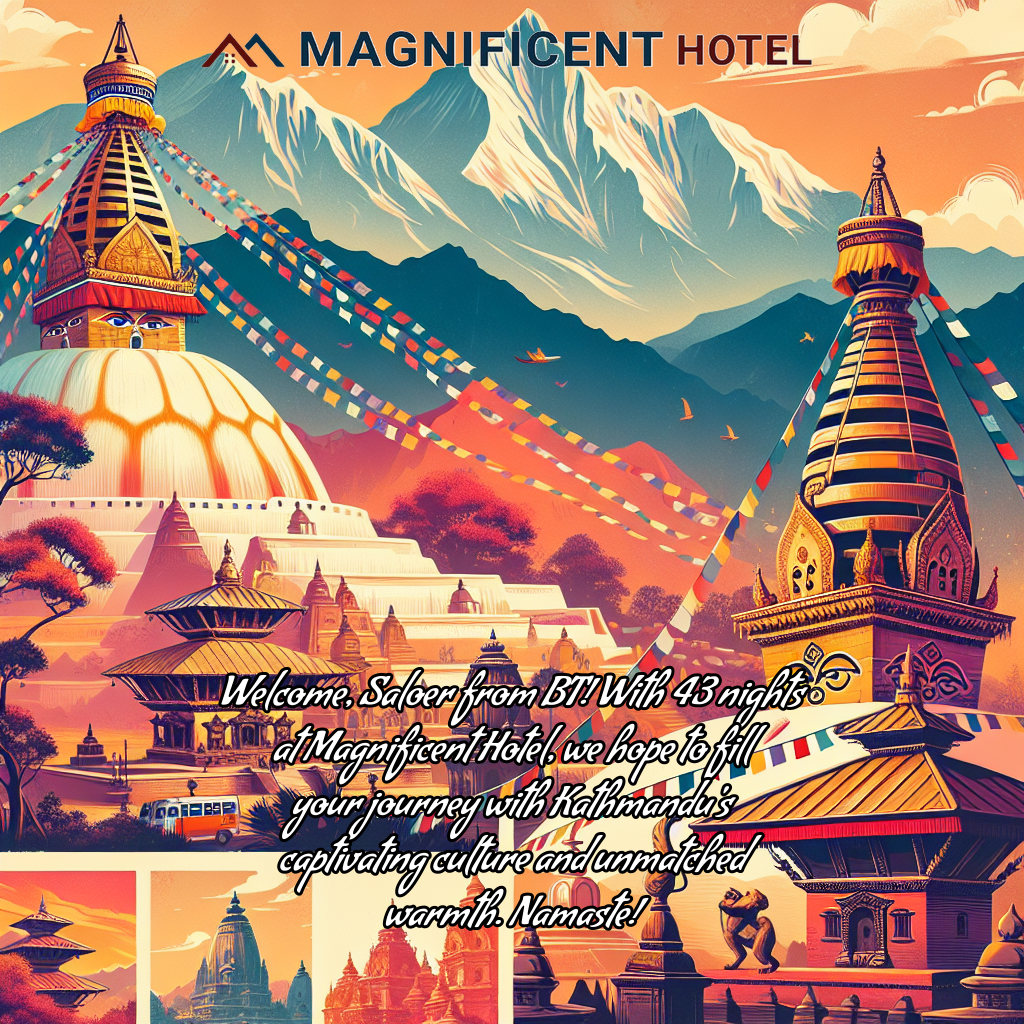 MAGNIFICENT HOTEL
Welcome, Saloer from BT! With 43 nights
at Magnificent Hotel, we hope to fill
your journey with Kathmandu's
captivating culture and unmatched
warmth. Namaste!